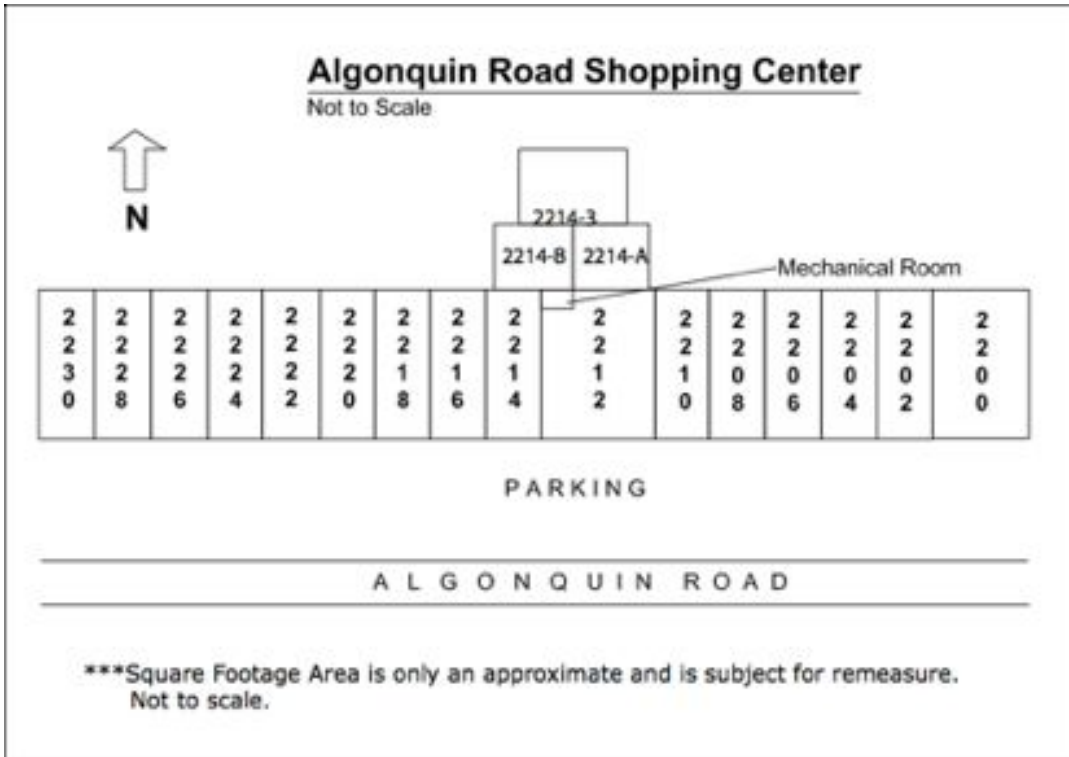 Algonquin Road Shopping Center
Not to Scale
N
2214-3
2214-B
2214-A
Mechanical Room
2230
2228
2226
2224
2222
2220
2218
2216
2214
2212
2210
2208
2206
2204
2202
2200
PARKING
ALGONQUIN ROAD
***Square Footage Area is only an approximate and is subject for remeasure.
Not to scale.